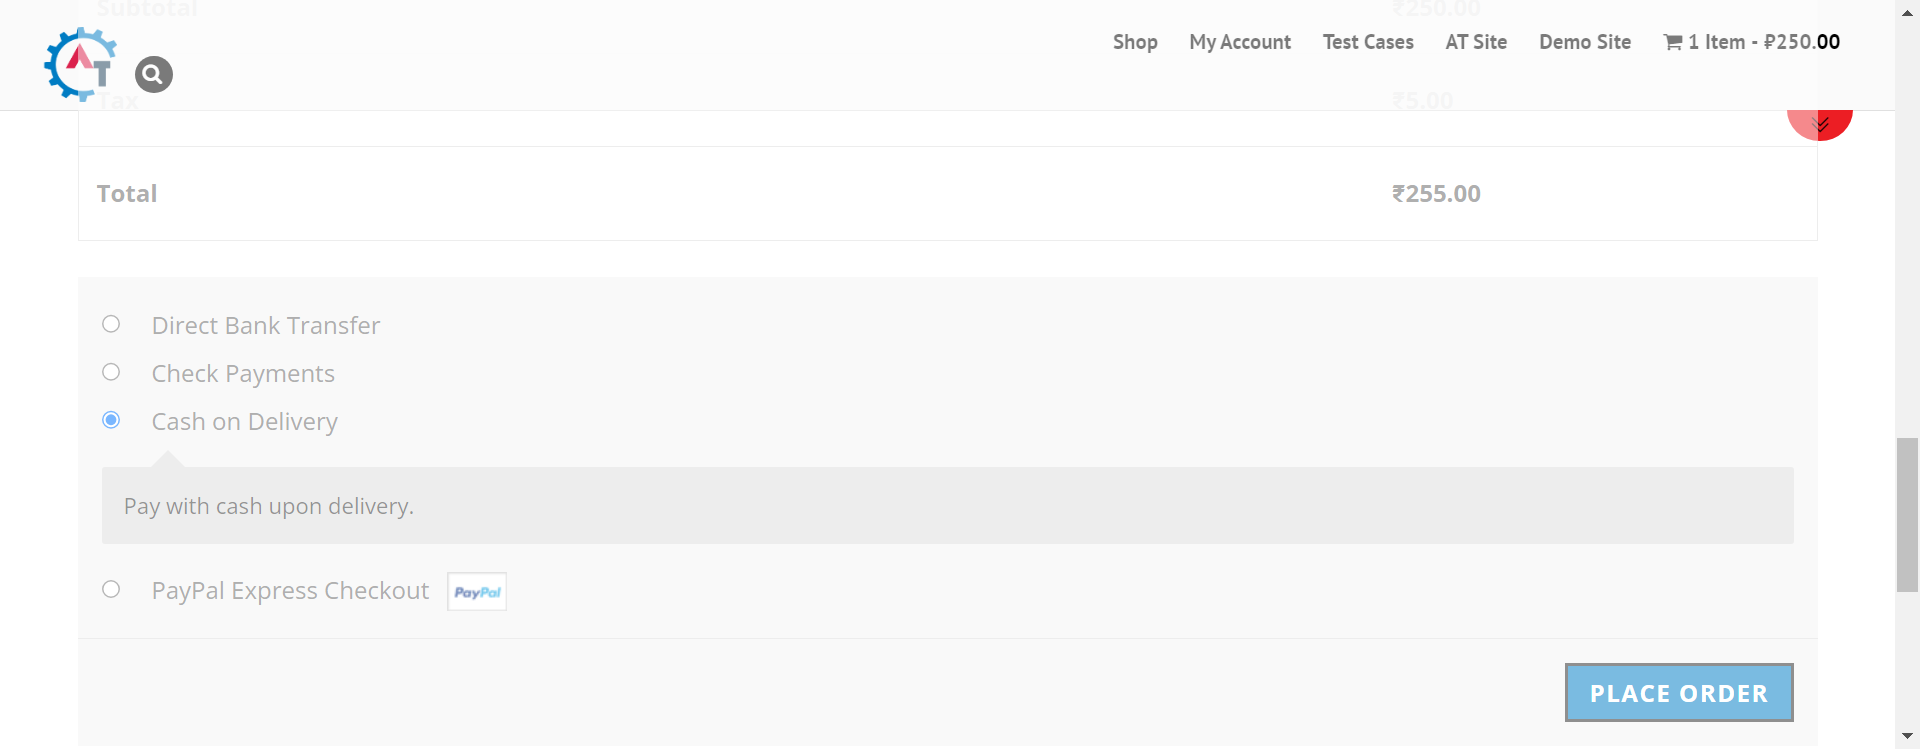 Subtotal ₹250.00
Shop My Account Test Cases AT Site Demo Site 1 Item - ₽250.00
AT
Tax ₹5.00
Total ₹255.00
Direct Bank Transfer
Check Payments
Cash on Delivery
Pay with cash upon delivery.
PayPal Express Checkout PayPal
PLACE ORDER